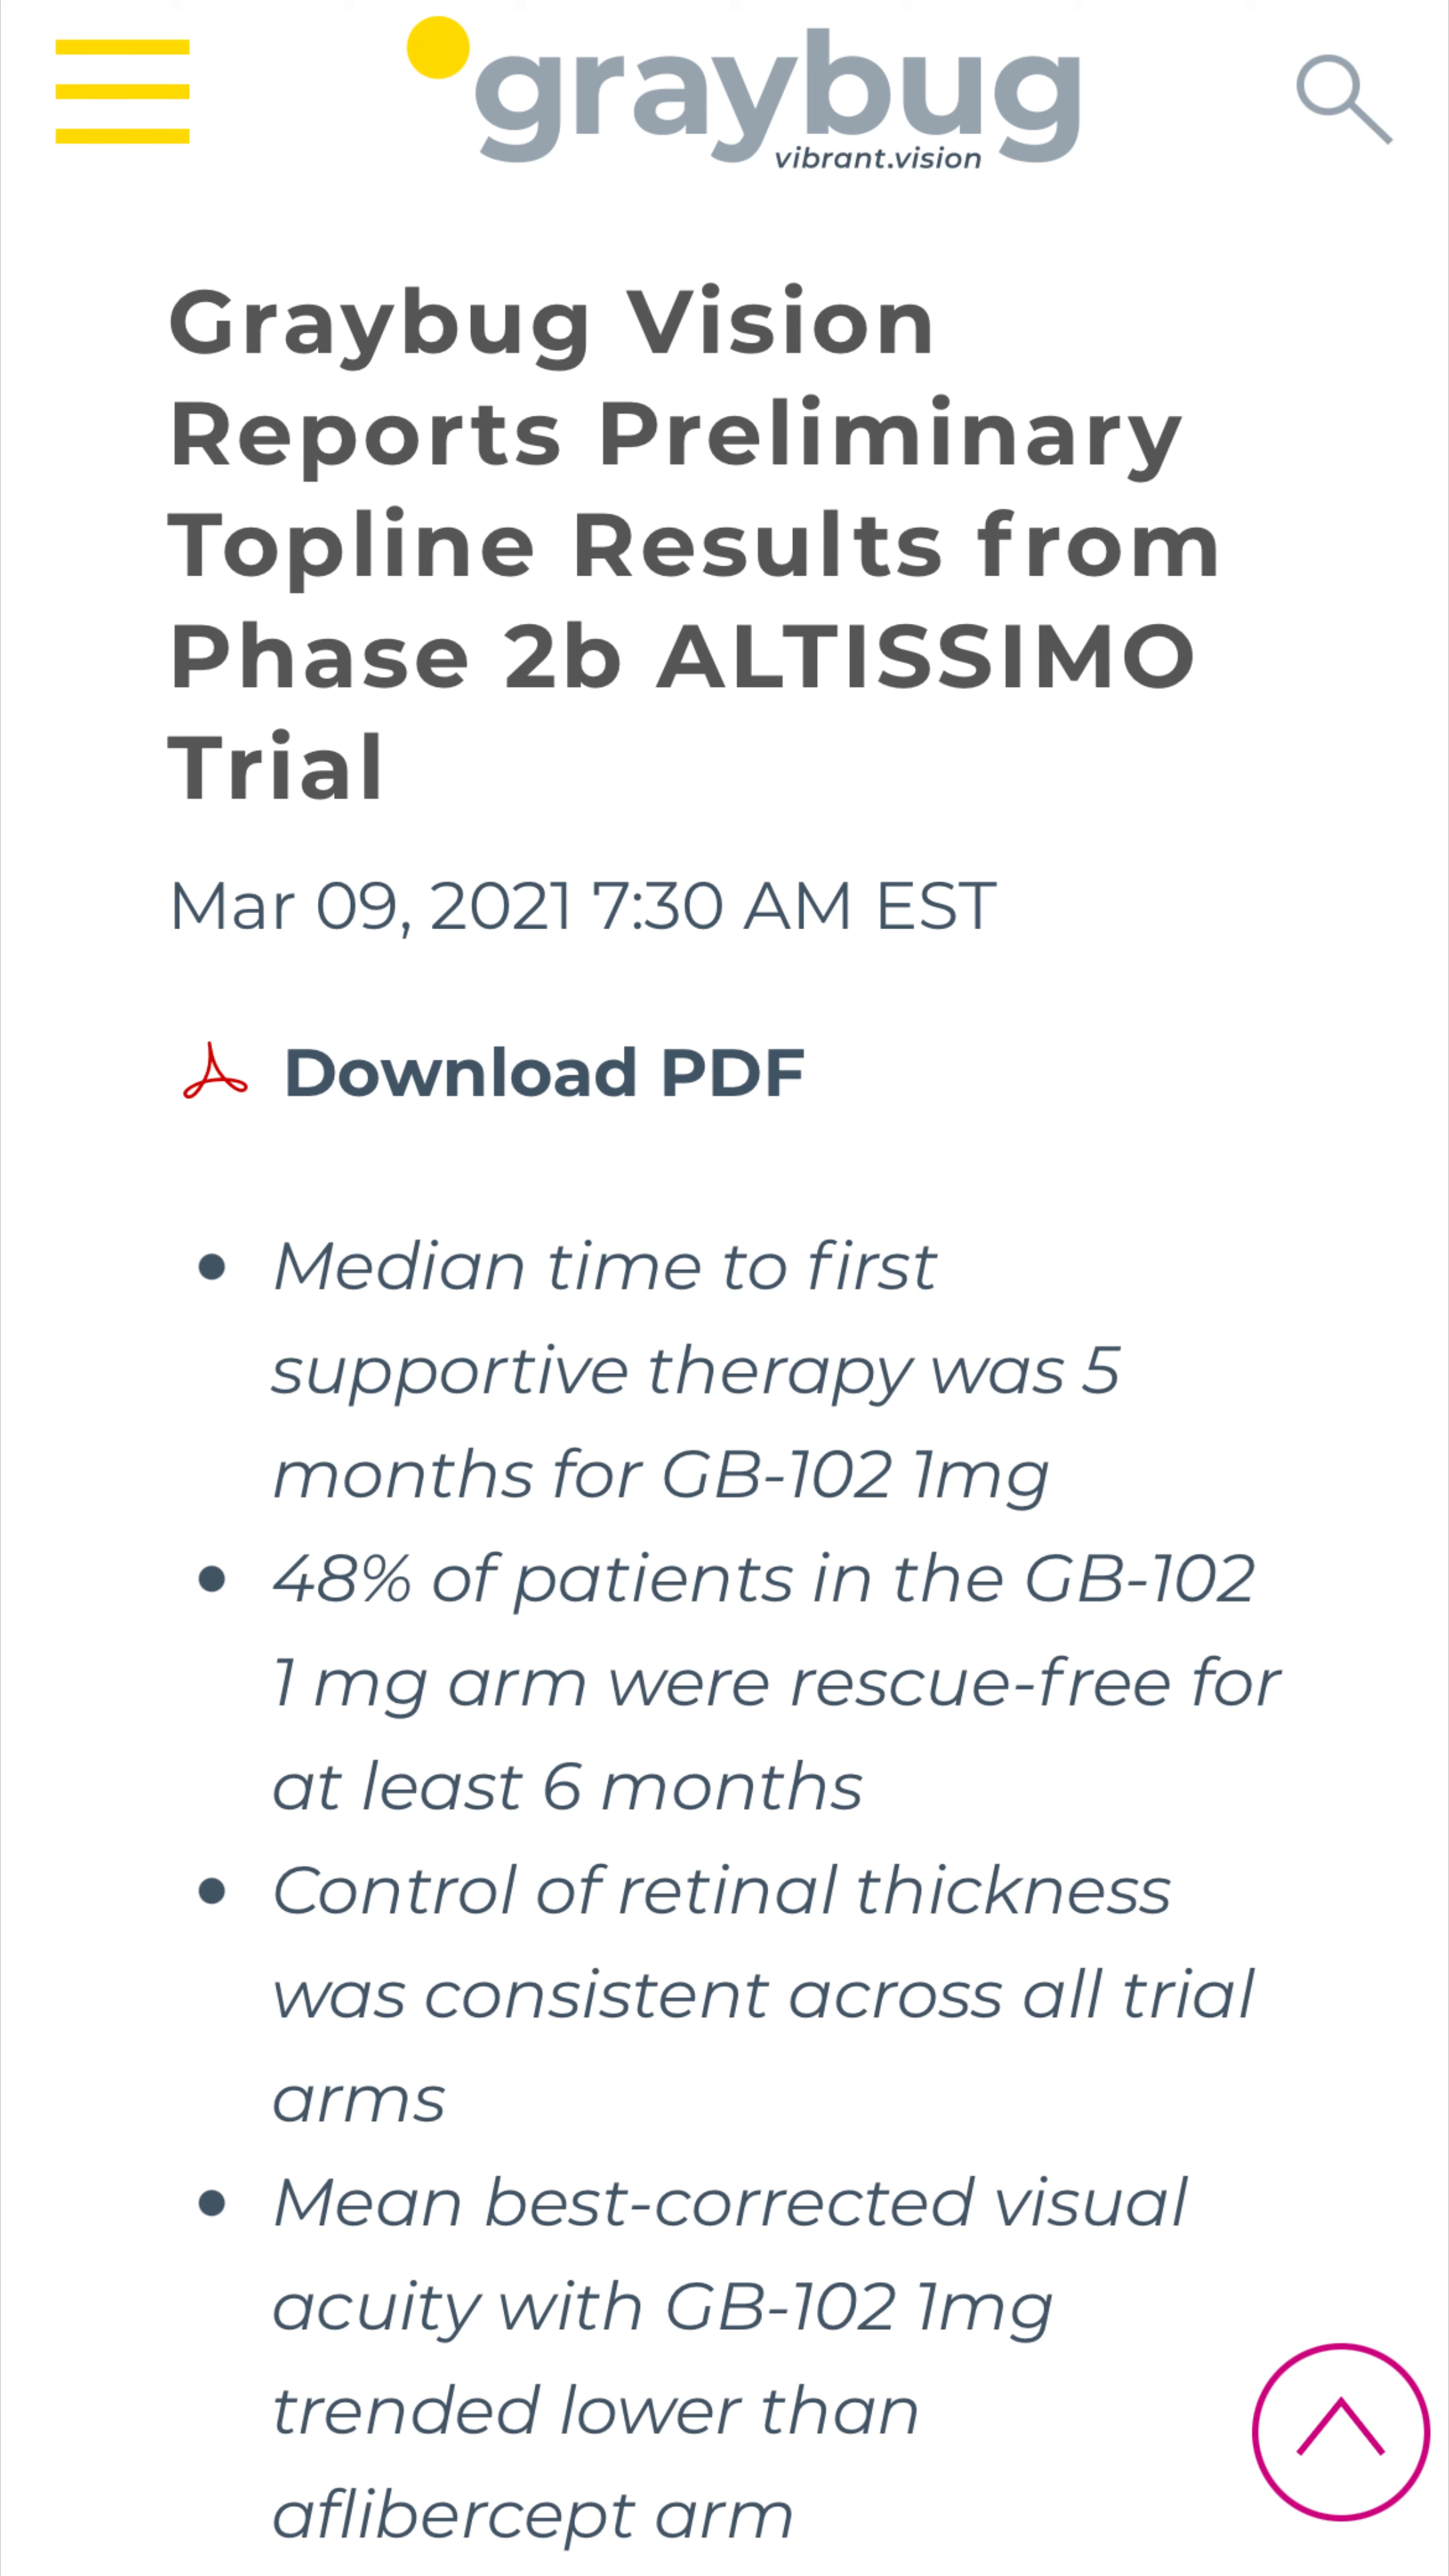 graybug
vibrant.vision
Graybug Vision
Reports Preliminary
Topline Results from
Phase 2b ALTISSIMO
Trial
Mar 09, 2021 7:30 AM EST
Download PDF
• Median time to first
supportive therapy was 5
months for GB-102 1mg
• 48% of patients in the GB-102
1 mg arm were rescue-free for
at least 6 months
• Control of retinal thickness
was consistent across all trial
arms
• Mean best-corrected visual
acuity with GB-102 1mg
trended lower than
aflibercept arm